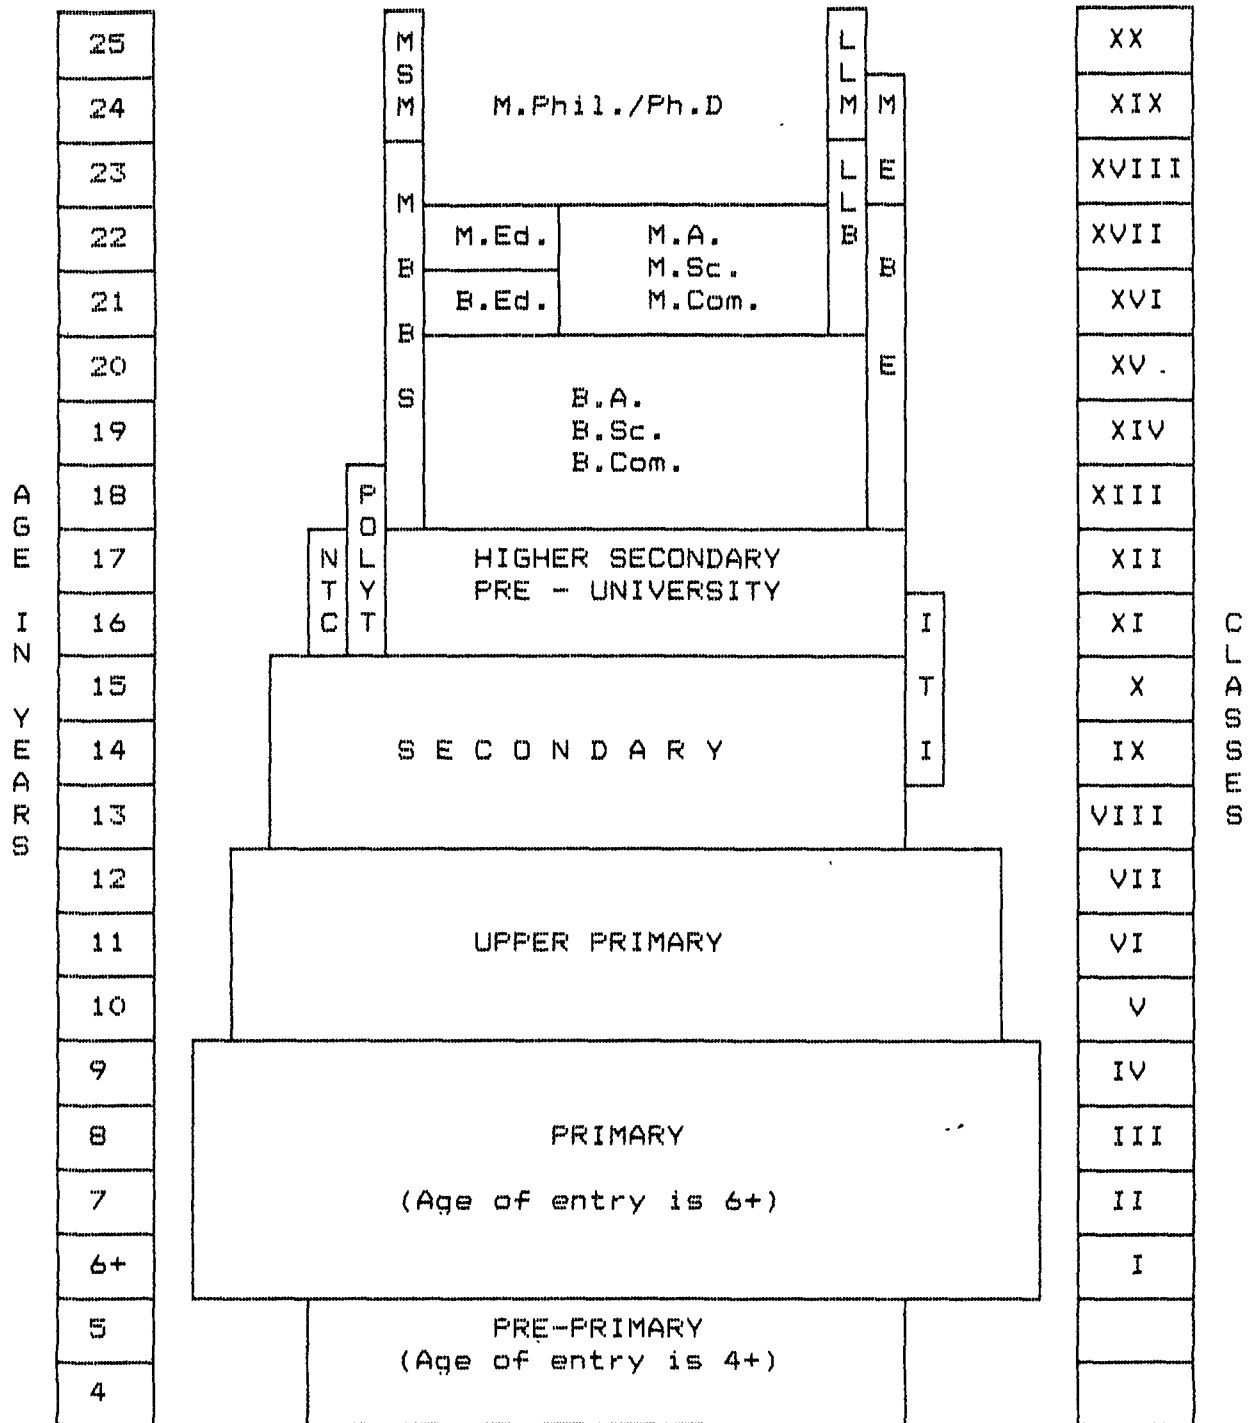 25 XX
24 M.Phil./Ph.D XIX
23 XVIII
22 M.Ed. M.A. XVII
M.Sc.
21 B.Ed. M.Com. XVI
20 XV
B.A.
19 B.Sc. XIV
B.Com.
18 XIII
17 HIGHER SECONDARY XII
PRE - UNIVERSITY
16 XI
15 X
14 S E C O N D A R Y IX
13 VIII
12 VII
11 UPPER PRIMARY VI
10 V
9 IV
8 PRIMARY III
7 (Age of entry is 6+) II
6+ I
5 PRE-PRIMARY
(Age of entry is 4+)
4
AGE IN YEARS
NTC
POLYT
MSM
MBBS
LLM
LLB
ME
BE
ITI
CLASSES